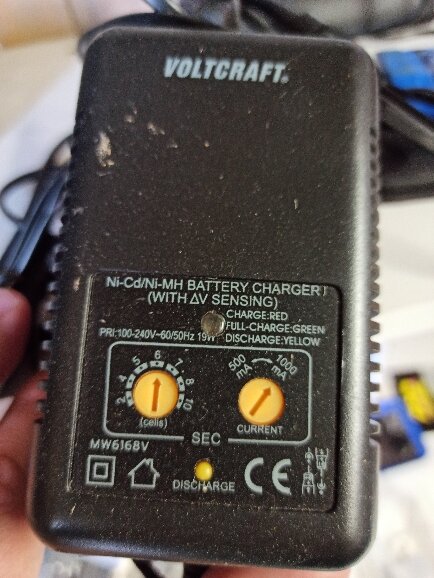 VOLTCRAFT®
Ni-Cd/Ni-MH BATTERY CHARGER
(WITH ΔV SENSING)
CHARGE:RED
FULL-CHARGE:GREEN
PRI:100-240V~60/50Hz 19W
DISCHARGE:YELLOW
2 4 5 6 7 8 10
(cells)
500 mA
1000 mA
CURRENT
SEC
MW6168V
DISCHARGE
CE